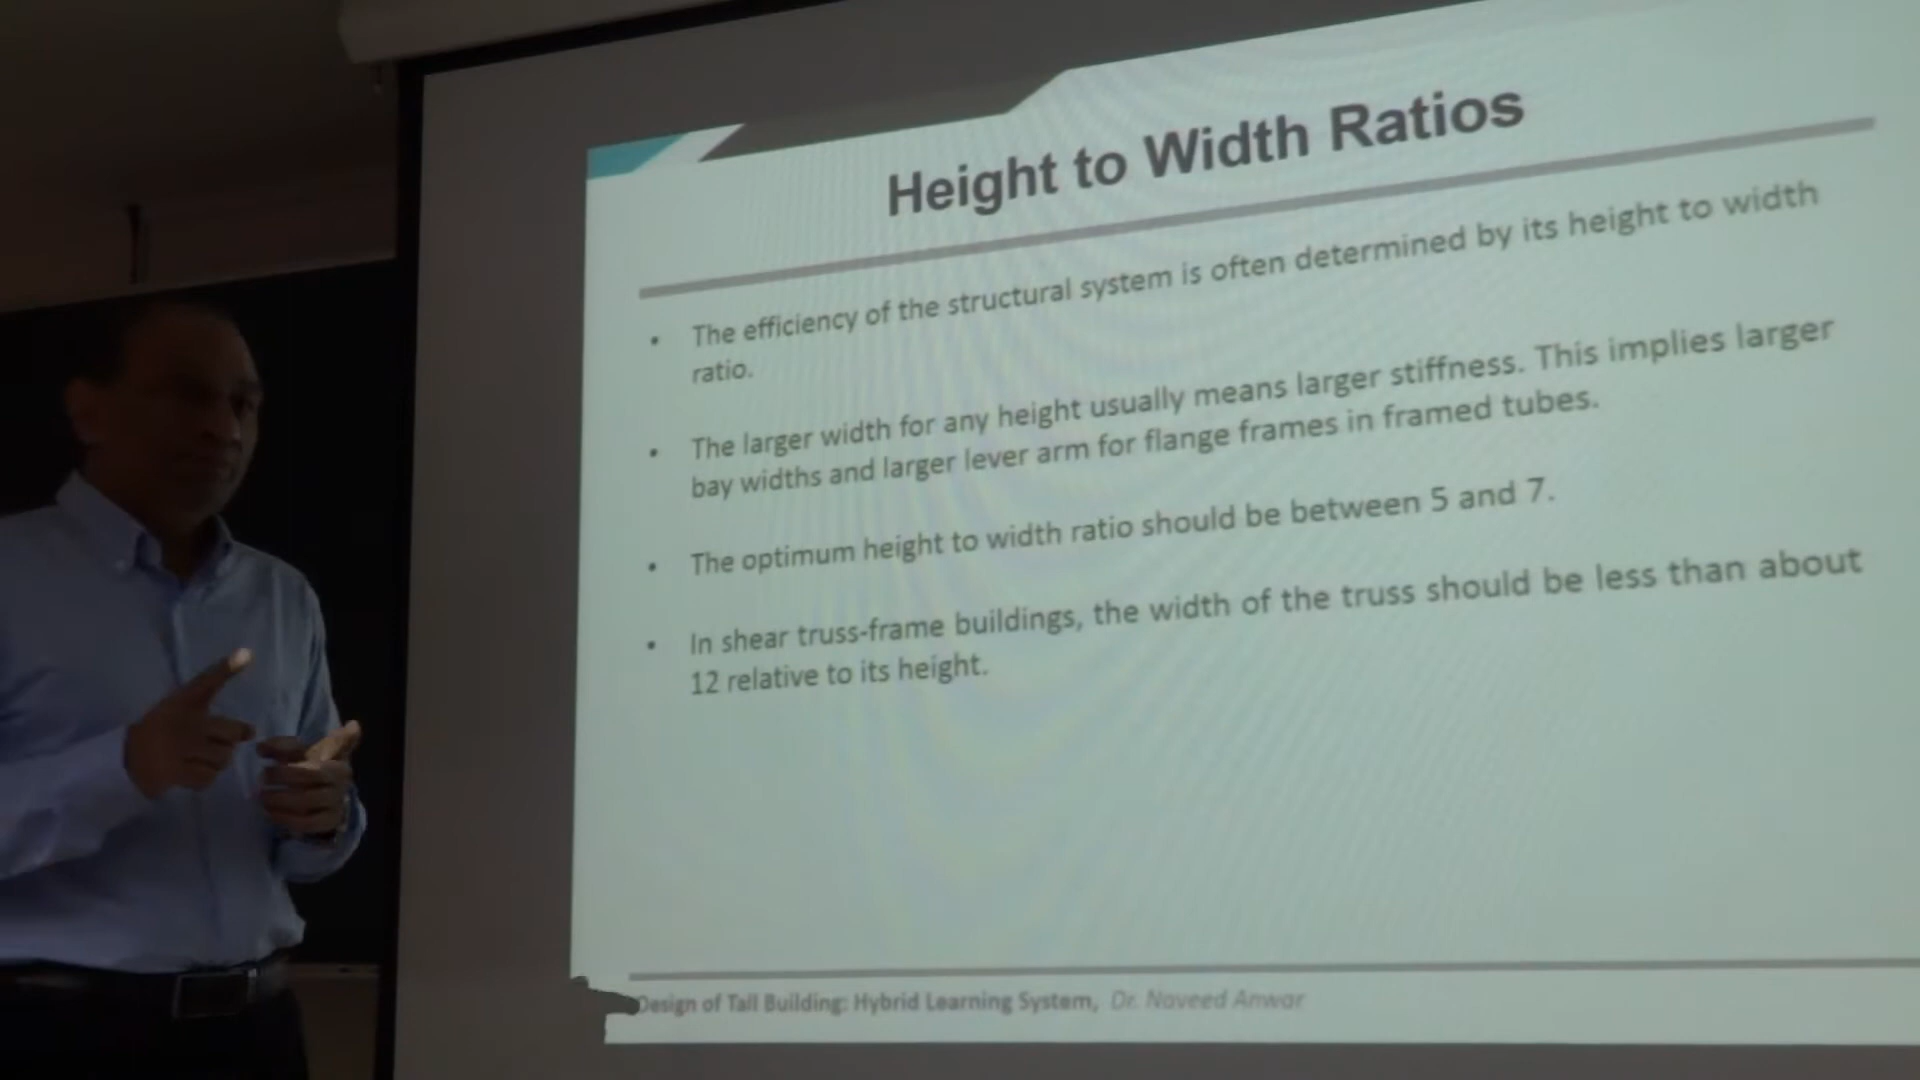 Height to Width Ratios
• The efficiency of the structural system is often determined by its height to width
ratio.
• The larger width for any height usually means larger stiffness. This implies larger
bay widths and larger lever arm for flange frames in framed tubes.
• The optimum height to width ratio should be between 5 and 7.
• In shear truss-frame buildings, the width of the truss should be less than about
12 relative to its height.
Design of Tall Building: Hybrid Learning System, Dr. Naveed Anwar